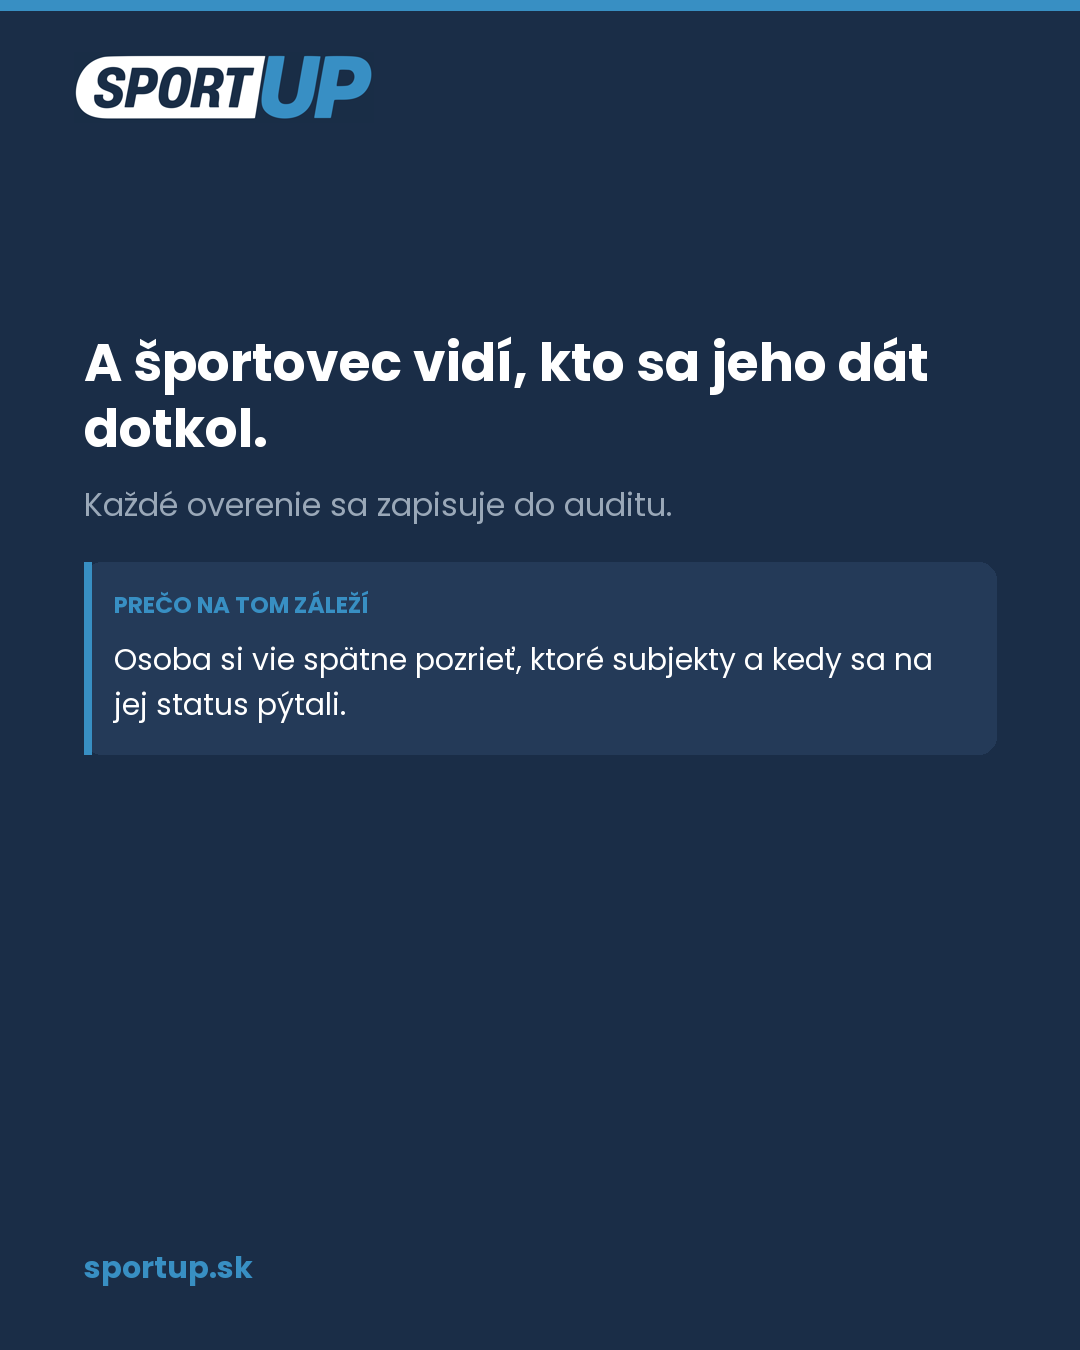 SPORTUP
A športovec vidí, kto sa jeho dát
dotkol.
Každé overenie sa zapisuje do auditu.
PREČO NA TOM ZÁLEŽÍ
Osoba si vie spätne pozrieť, ktoré subjekty a kedy sa na
jej status pýtali.
sportup.sk